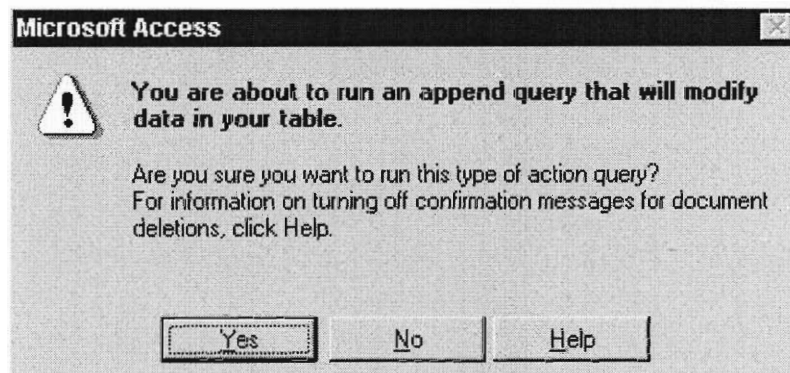 Microsoft Access
You are about to run an append query that will modify
data in your table.
Are you sure you want to run this type of action query?
For information on turning off confirmation messages for document
deletions, click Help.
Yes
No
Help